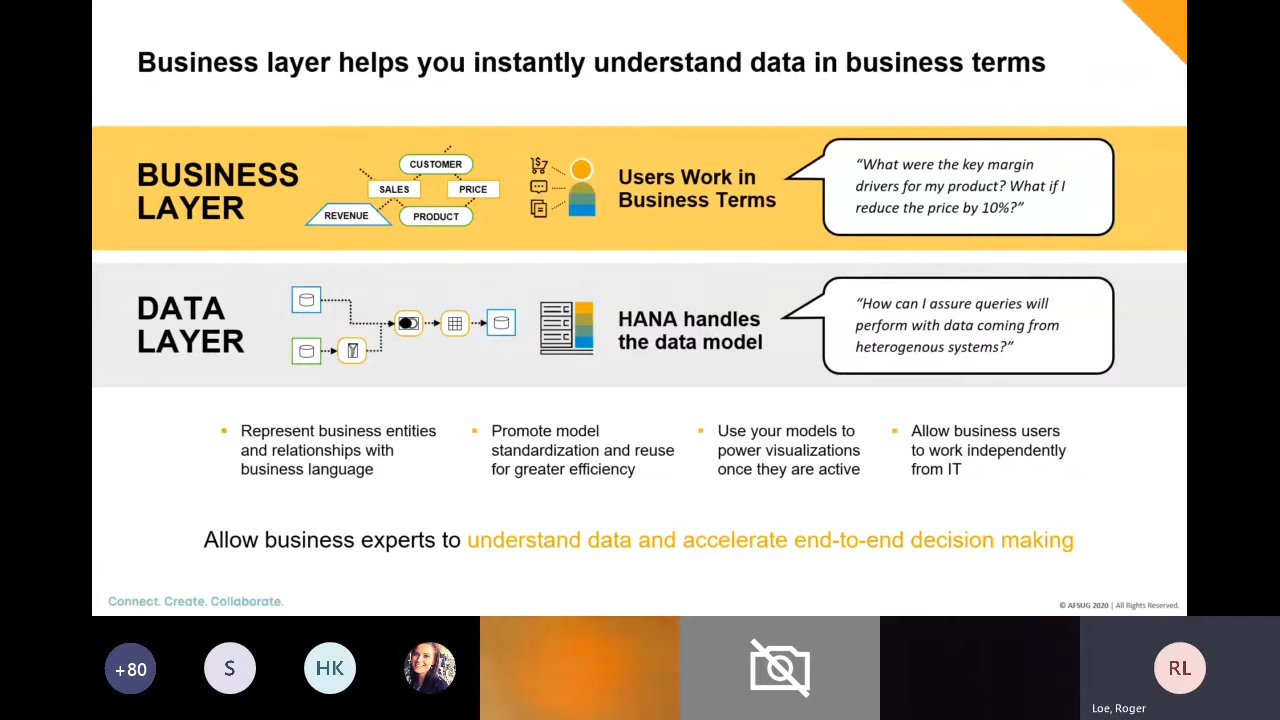 Business layer helps you instantly understand data in business terms
BUSINESS
LAYER
CUSTOMER
SALES
PRICE
REVENUE
PRODUCT
Users Work in
Business Terms
“What were the key margin
drivers for my product? What if I
reduce the price by 10%?”
DATA
LAYER
HANA handles
the data model
“How can I assure queries will
perform with data coming from
heterogenous systems?”
Represent business entities
and relationships with
business language
Promote model
standardization and reuse
for greater efficiency
Use your models to
power visualizations
once they are active
Allow business users
to work independently
from IT
Allow business experts to understand data and accelerate end-to-end decision making
Connect. Create. Collaborate.
© AFSUG 2020 | All Rights Reserved.
+80
S
HK
RL
Loe, Roger